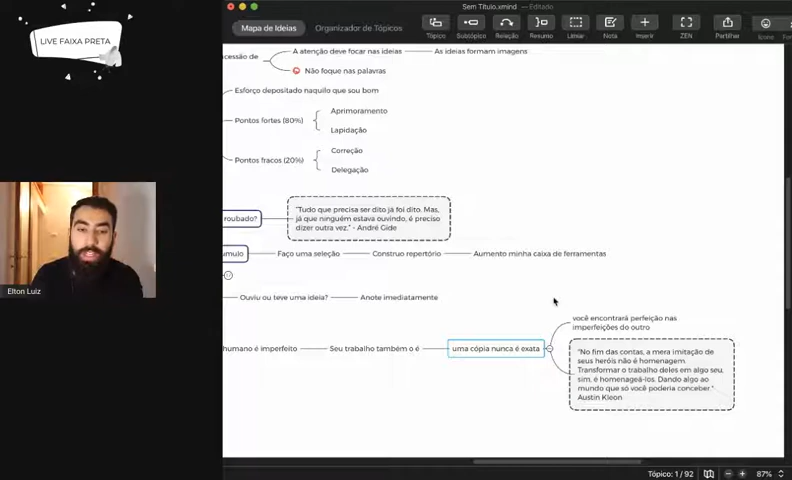 Sem Título.xmind — Editado
Mapa de Ideias
Organizador de Tópicos
Tópico
Subtópico
Relação
Resumo
Limiar
Nota
Inserir
ZEN
Partilhar
Ícone
LIVE FAIXA PRETA
cessão de
A atenção deve focar nas ideias
As ideias formam imagens
Não foque nas palavras
Esforço depositado naquilo que sou bom
Pontos fortes (80%)
Aprimoramento
Lapidação
Pontos fracos (20%)
Correção
Delegação
roubado?
"Tudo que precisa ser dito já foi dito. Mas,
já que ninguém estava ouvindo, é preciso
dizer outra vez." - André Gide
úmulo
Faço uma seleção
Construo repertório
Aumento minha caixa de ferramentas
Ouviu ou teve uma ideia?
Anote imediatamente
humano é imperfeito
Seu trabalho também o é
uma cópia nunca é exata
você encontrará perfeição nas
imperfeições do outro
"No fim das contas, a mera imitação de
seus heróis não é homenagem.
Transformar o trabalho deles em algo seu,
sim, é homenageá-los. Dando algo ao
mundo que só você poderia conceber."
Austin Kleon
Elton Luiz
Tópico: 1 / 92
87%